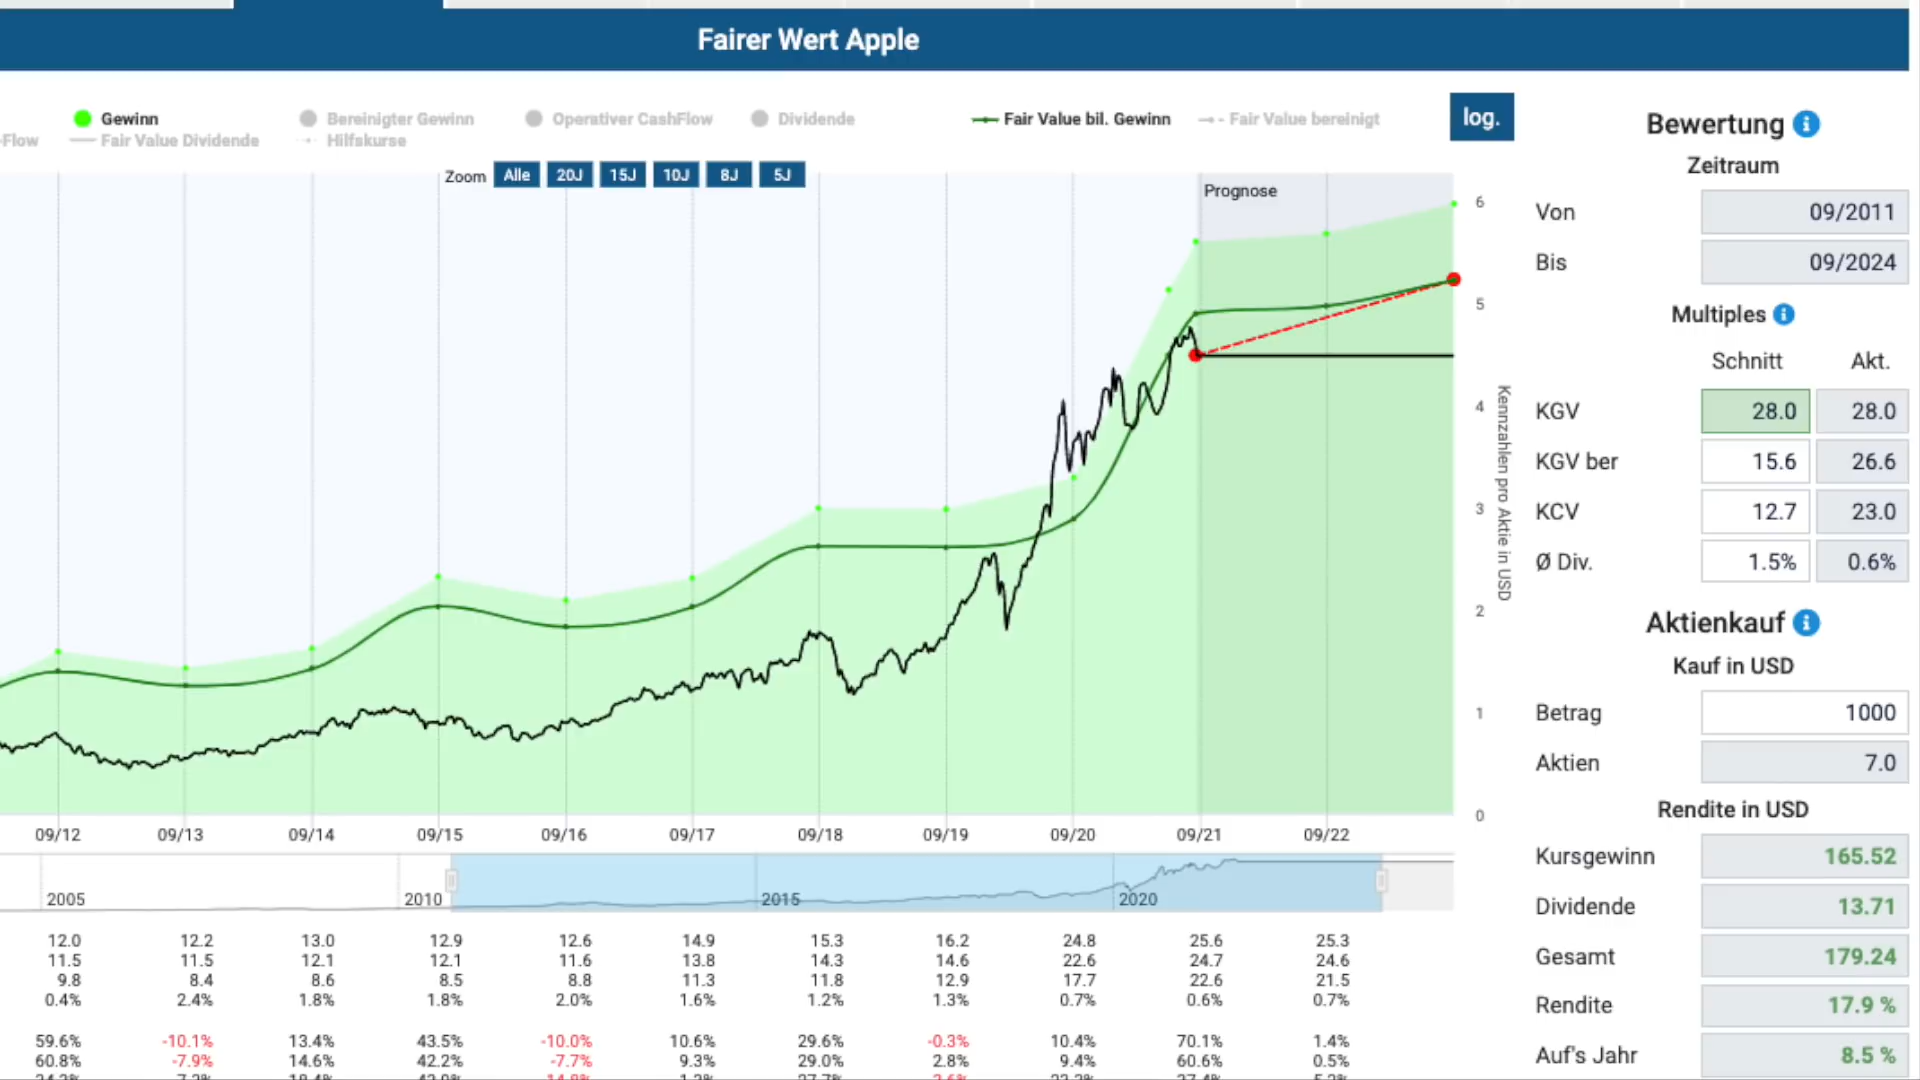 Fairer Wert Apple
Gewinn Bereinigter Gewinn Operativer CashFlow Dividende Fair Value bil. Gewinn Fair Value bereinigt
-Flow Fair Value Dividende Hilfskurse
log.
Zoom Alle 20J 15J 10J 8J 5J
Prognose
6
5
4
3
2
1
0
Kennzahlen pro Aktie in USD
09/12 09/13 09/14 09/15 09/16 09/17 09/18 09/19 09/20 09/21 09/22
2005 2010 2015 2020
12.0 12.2 13.0 12.9 12.6 14.9 15.3 16.2 24.8 25.6 25.3
11.5 11.5 12.1 12.1 11.6 13.8 14.3 14.6 22.6 24.7 24.6
9.8 8.4 8.6 8.5 8.8 11.3 11.8 12.9 17.7 22.6 21.5
0.4% 2.4% 1.8% 1.8% 2.0% 1.6% 1.2% 1.3% 0.7% 0.6% 0.7%
59.6% -10.1% 13.4% 43.5% -10.0% 10.6% 29.6% -0.3% 10.4% 70.1% 1.4%
60.8% -7.9% 14.6% 42.2% -7.7% 9.3% 29.0% 2.8% 9.4% 60.6% 0.5%
Bewertung
Zeitraum
Von 09/2011
Bis 09/2024
Multiples
Schnitt Akt.
KGV 28.0 28.0
KGV ber 15.6 26.6
KCV 12.7 23.0
Ø Div. 1.5% 0.6%
Aktienkauf
Kauf in USD
Betrag 1000
Aktien 7.0
Rendite in USD
Kursgewinn 165.52
Dividende 13.71
Gesamt 179.24
Rendite 17.9 %
Auf's Jahr 8.5 %